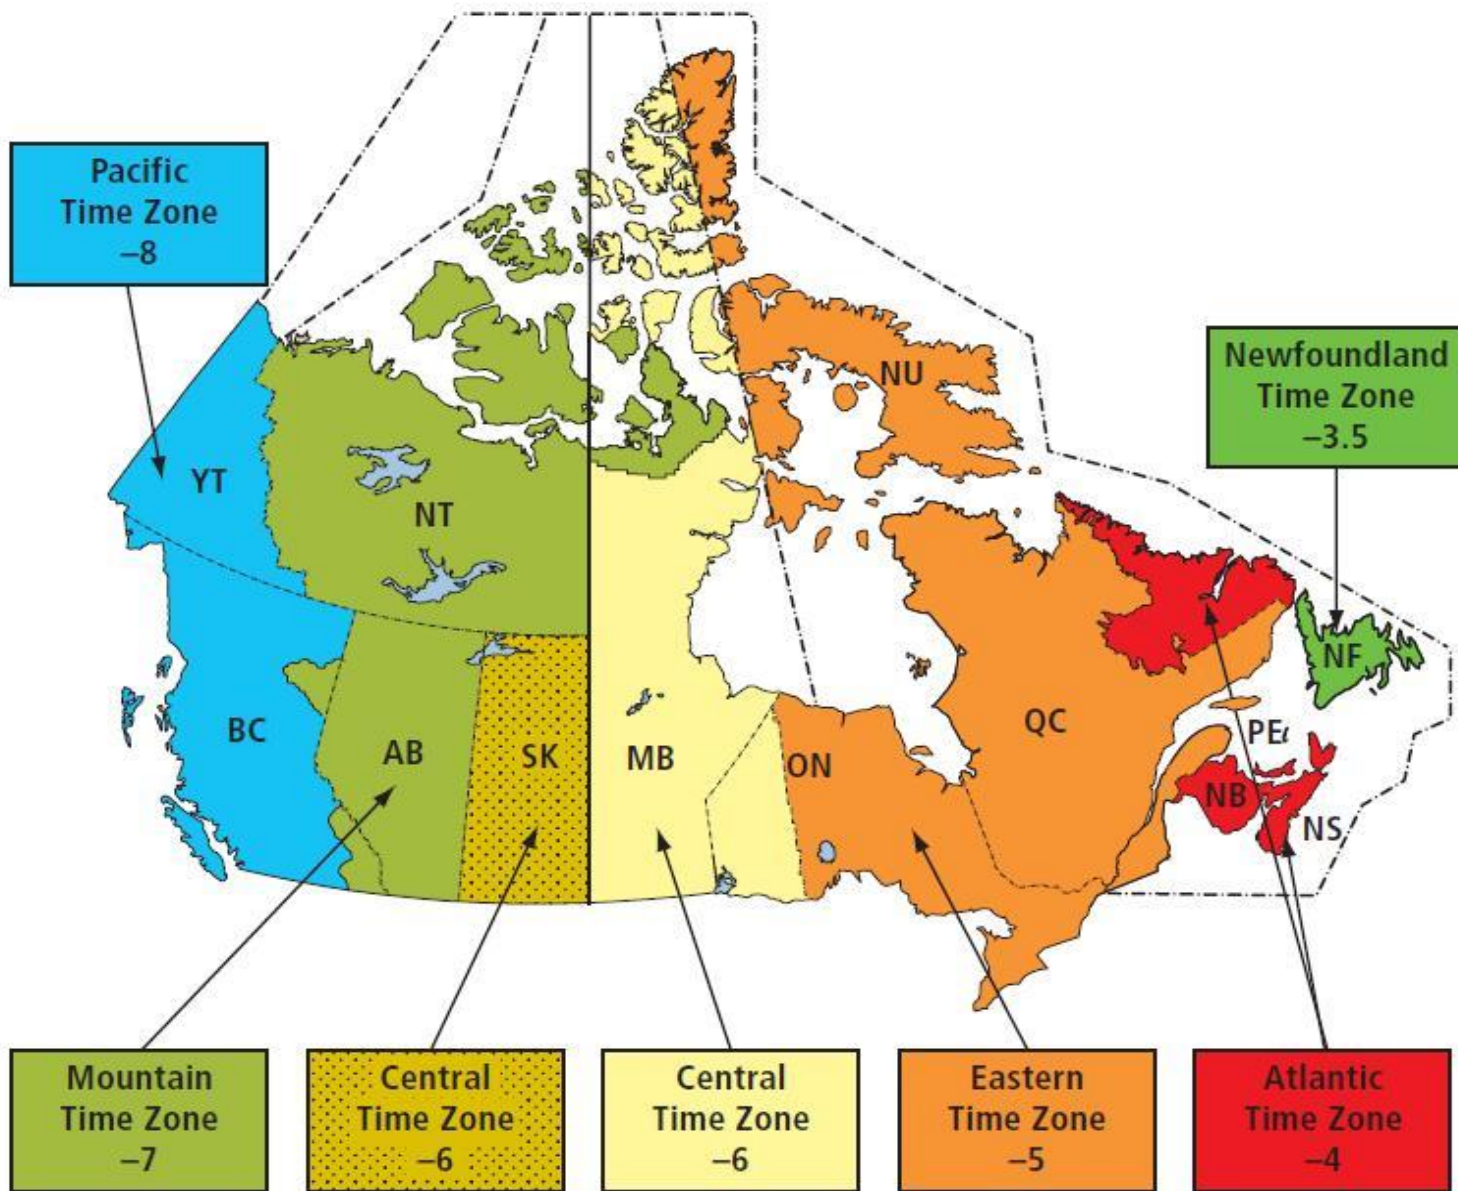 Pacific
Time Zone
–8
Newfoundland
Time Zone
–3.5
NU
YT
NT
NF
BC
AB
SK
MB
ON
QC
PE
NB
NS
Mountain
Time Zone
–7
Central
Time Zone
–6
Central
Time Zone
–6
Eastern
Time Zone
–5
Atlantic
Time Zone
–4